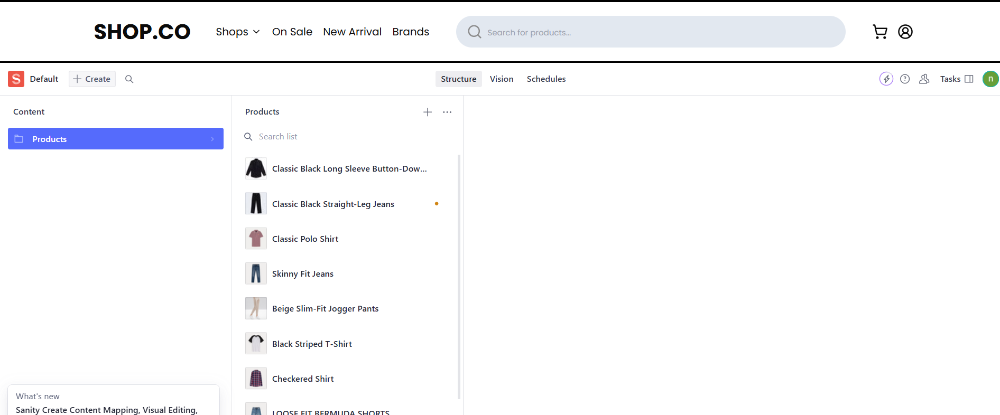 SHOP.CO Shops On Sale New Arrival Brands Search for products...
S Default Create Structure Vision Schedules ? Tasks n
Content
Products
Products
Search list
Classic Black Long Sleeve Button-Dow...
Classic Black Straight-Leg Jeans
Classic Polo Shirt
Skinny Fit Jeans
Beige Slim-Fit Jogger Pants
Black Striped T-Shirt
Checkered Shirt
LOOSE FIT BERMUDA SHORTS
What's new
Sanity Create Content Mapping, Visual Editing,